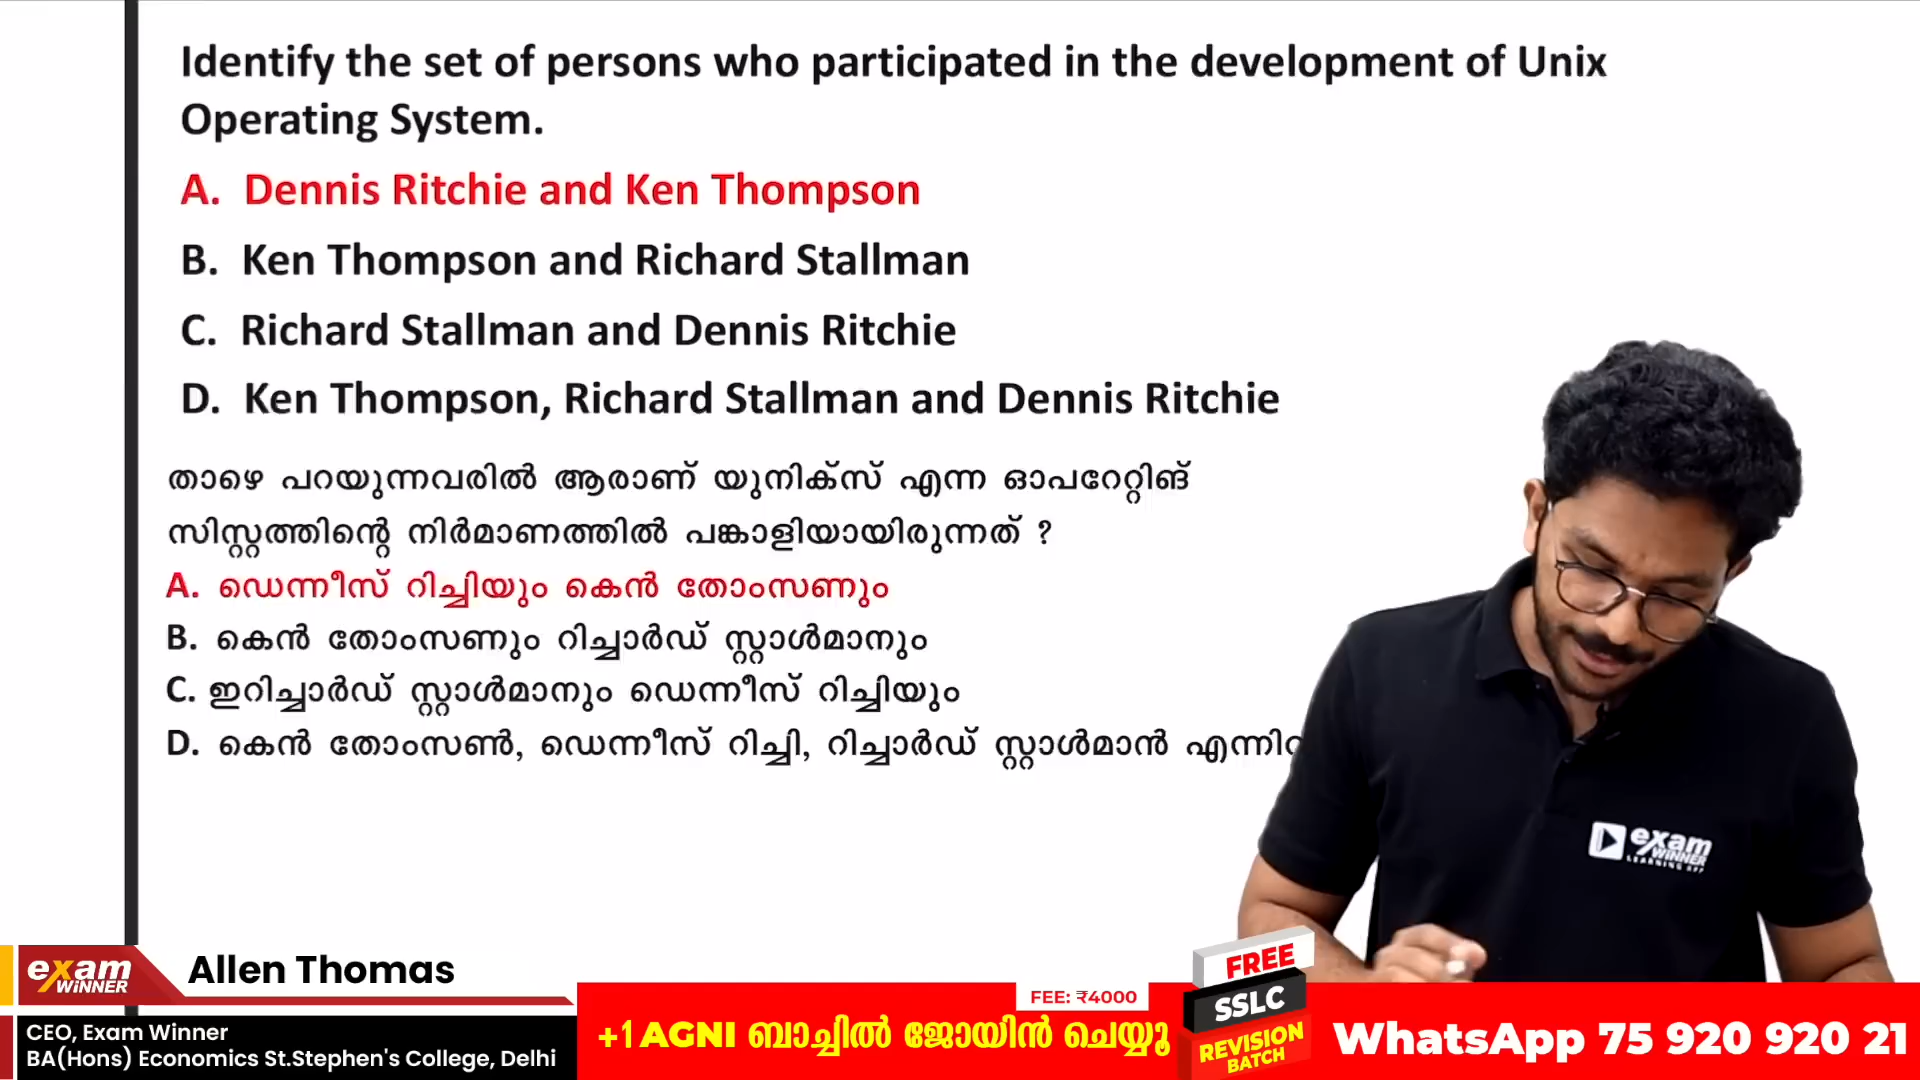 Identify the set of persons who participated in the development of Unix
Operating System.
A. Dennis Ritchie and Ken Thompson
B. Ken Thompson and Richard Stallman
C. Richard Stallman and Dennis Ritchie
D. Ken Thompson, Richard Stallman and Dennis Ritchie
താഴെ പറയുന്നവരിൽ ആരാണ് യുനിക്സ് എന്ന ഓപറേറ്റിങ്
സിസ്റ്റത്തിന്റെ നിർമാണത്തിൽ പങ്കാളിയായിരുന്നത് ?
A. ഡെന്നീസ് റിച്ചിയും കെൻ തോംസണും
B. കെൻ തോംസണും റിച്ചാർഡ് സ്റ്റാൾമാനും
C. ഇറിച്ചാർഡ് സ്റ്റാൾമാനും ഡെന്നീസ് റിച്ചിയും
D. കെൻ തോംസൺ, ഡെന്നീസ് റിച്ചി, റിച്ചാർഡ് സ്റ്റാൾമാൻ
exam
WINNER
LEARNING APP
exam
WINNER
Allen Thomas
CEO, Exam Winner
BA(Hons) Economics St.Stephen's College, Delhi
FEE: ₹4000
+1 AGNI ബാച്ചിൽ ജോയിൻ ചെയ്യൂ
FREE
SSLC
REVISION
BATCH
WhatsApp 75 920 920 21